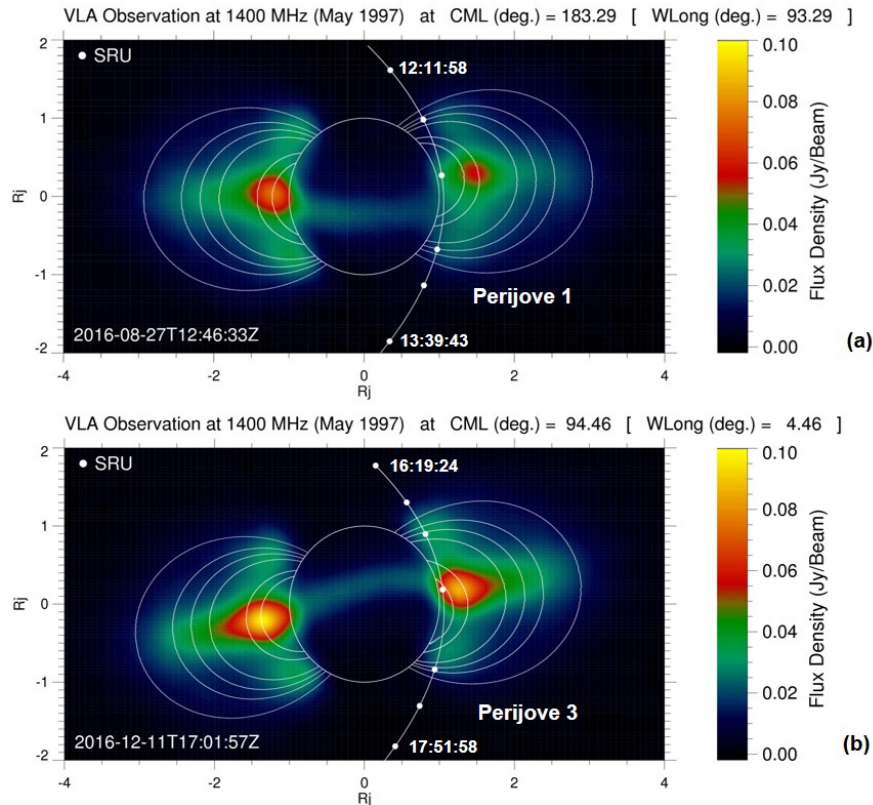 VLA Observation at 1400 MHz (May 1997) at CML (deg.) = 183.29 [ WLong (deg.) = 93.29 ]
SRU
12:11:58
Perijove 1
13:39:43
2016-08-27T12:46:33Z
2
1
0
-1
-2
Rj
-4
-2
0
2
4
Rj
0.10
0.08
0.06
0.04
0.02
0.00
Flux Density (Jy/Beam)
(a)
VLA Observation at 1400 MHz (May 1997) at CML (deg.) = 94.46 [ WLong (deg.) = 4.46 ]
SRU
16:19:24
Perijove 3
17:51:58
2016-12-11T17:01:57Z
2
1
0
-1
-2
Rj
-4
-2
0
2
4
Rj
0.10
0.08
0.06
0.04
0.02
0.00
Flux Density (Jy/Beam)
(b)